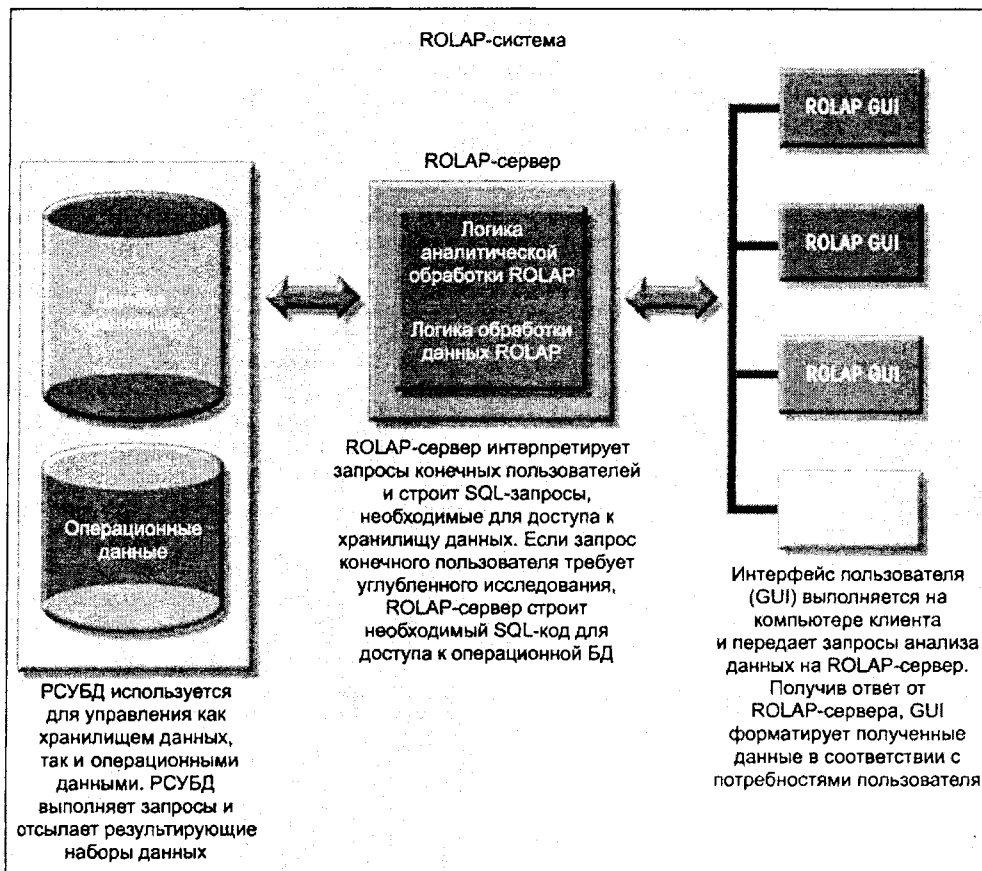 ROLAP-система
Данные
хранилища
Операционные
данные
РСУБД используется
для управления как
хранилищем данных,
так и операционными
данными. РСУБД
выполняет запросы и
отсылает результирующие
наборы данных
ROLAP-сервер
Логика
аналитической
обработки ROLAP
Логика обработки
данных ROLAP
ROLAP-сервер интерпретирует
запросы конечных пользователей
и строит SQL-запросы,
необходимые для доступа к
хранилищу данных. Если запрос
конечного пользователя требует
углубленного исследования,
ROLAP-сервер строит
необходимый SQL-код для
доступа к операционной БД
ROLAP GUI
ROLAP GUI
ROLAP GUI
Интерфейс пользователя
(GUI) выполняется на
компьютере клиента
и передает запросы анализа
данных на ROLAP-сервер.
Получив ответ от
ROLAP-сервера, GUI
форматирует полученные
данные в соответствии с
потребностями пользователя